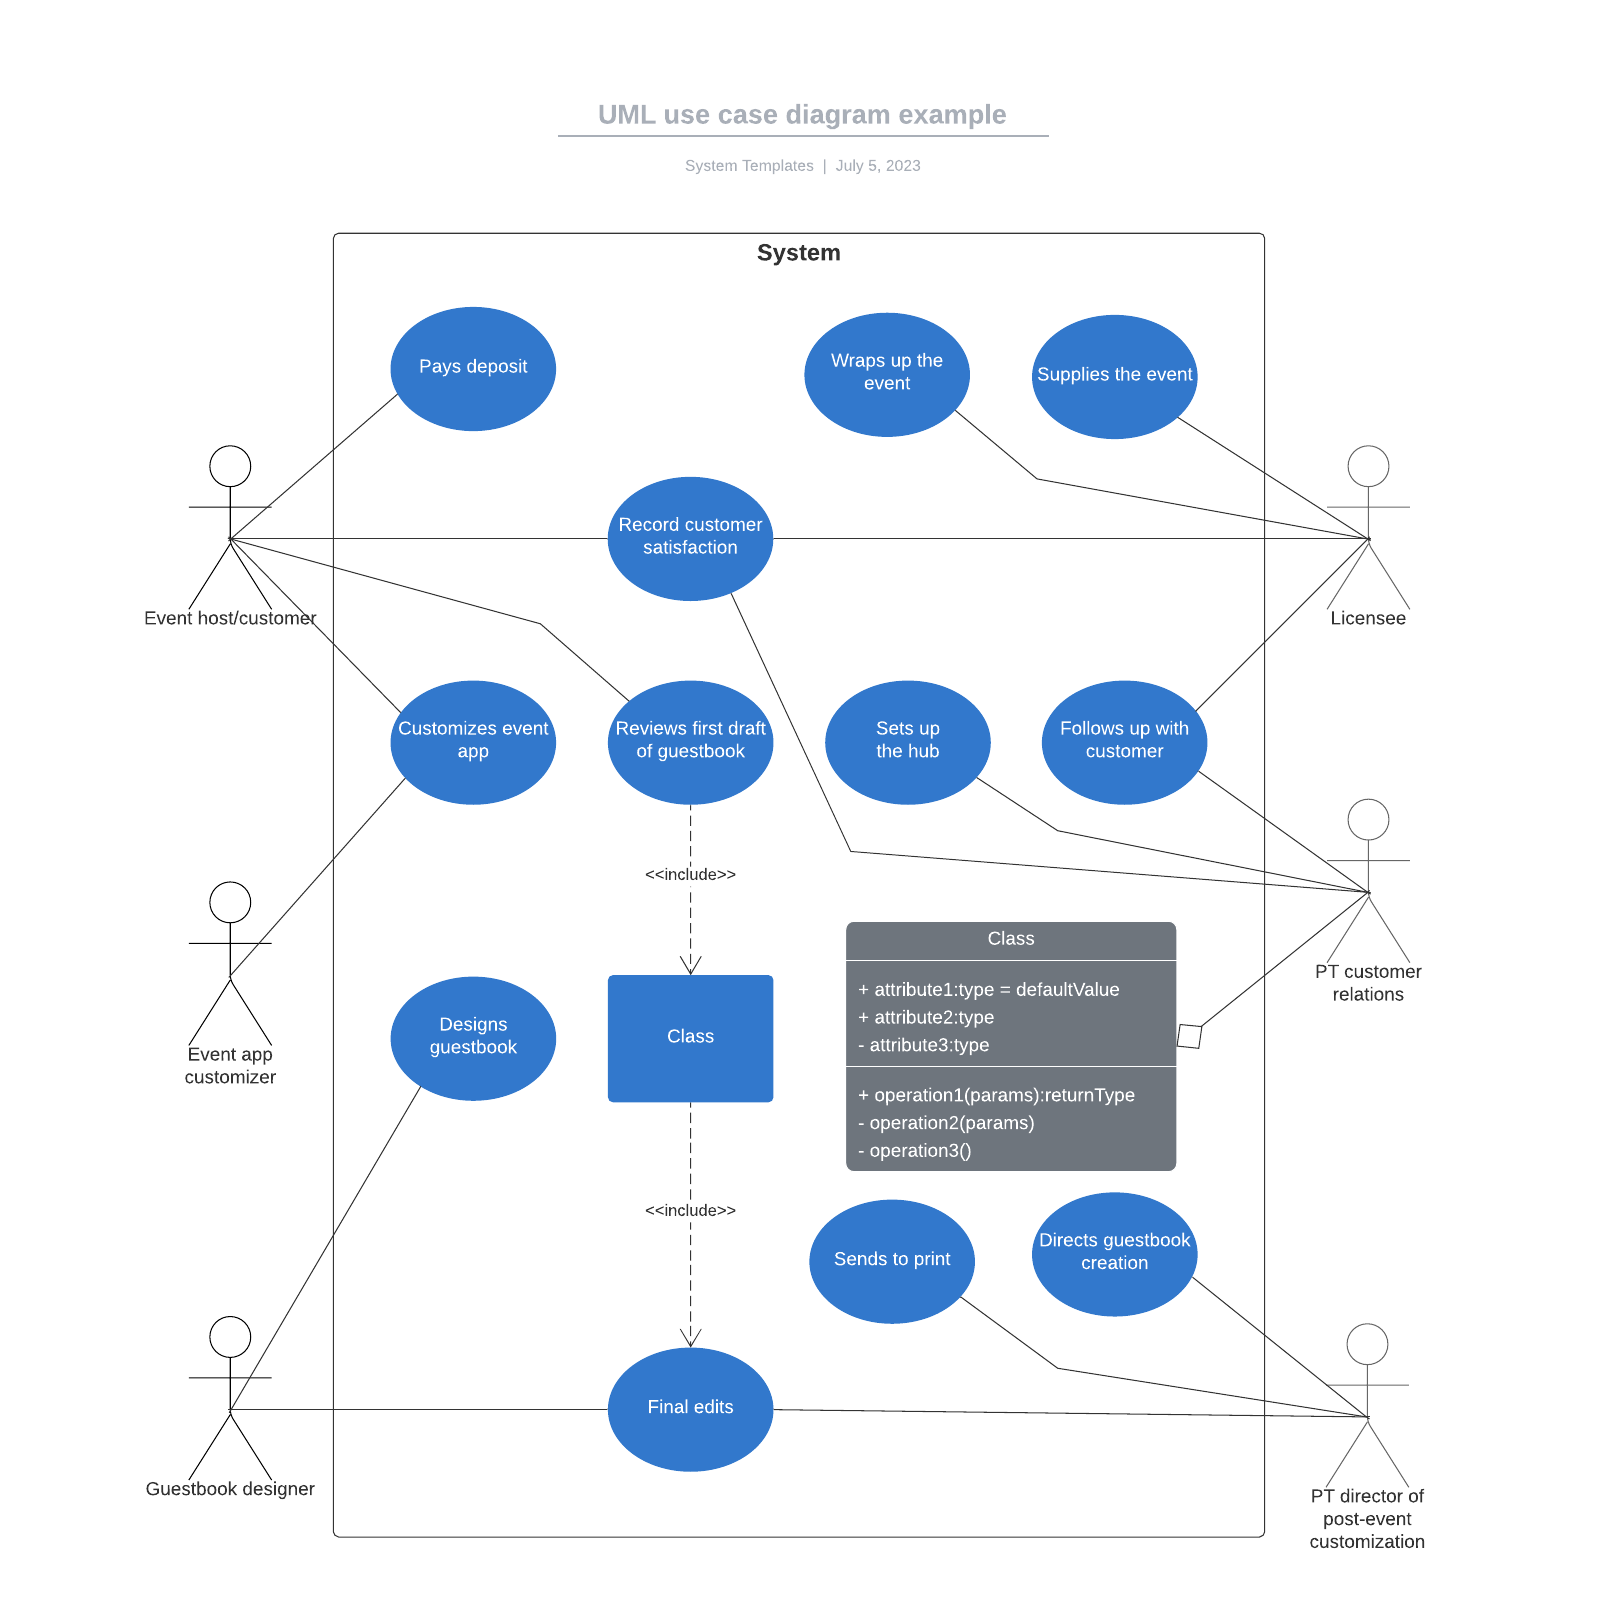 UML use case diagram example
System Templates | July 5, 2023
System
Pays deposit
Wraps up the
event
Supplies the event
Record customer
satisfaction
Event host/customer
Licensee
Customizes event
app
Reviews first draft
of guestbook
Sets up
the hub
Follows up with
customer
<<include>>
Class
+ attribute1:type = defaultValue
+ attribute2:type
- attribute3:type
+ operation1(params):returnType
- operation2(params)
- operation3()
PT customer
relations
Event app
customizer
Designs
guestbook
Class
<<include>>
Sends to print
Directs guestbook
creation
Final edits
Guestbook designer
PT director of
post-event
customization